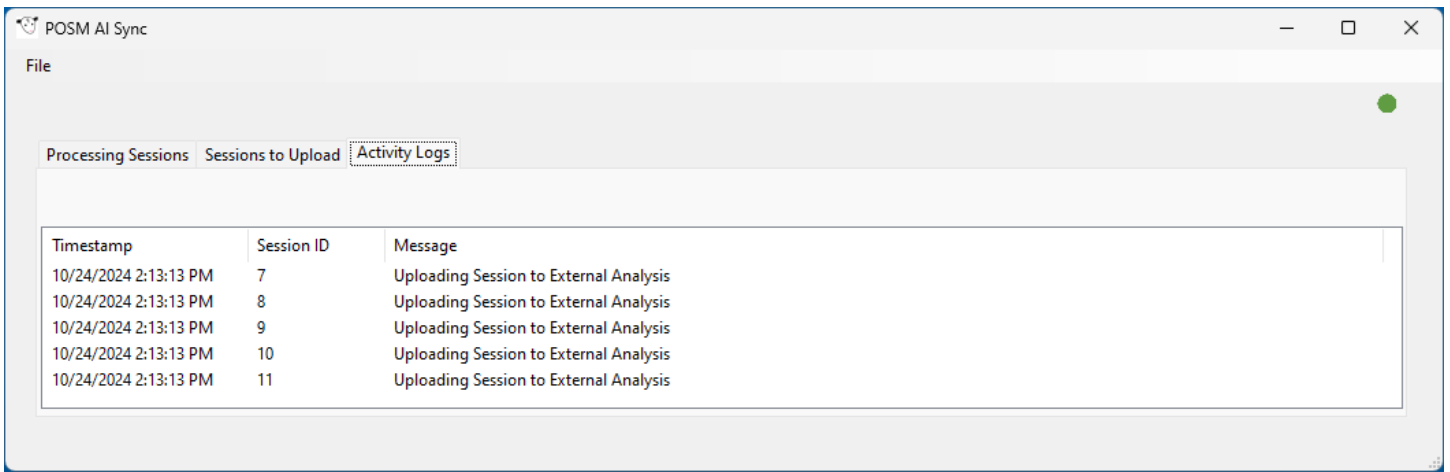 POSM AI Sync
File
Processing Sessions Sessions to Upload Activity Logs
Timestamp Session ID Message
10/24/2024 2:13:13 PM 7 Uploading Session to External Analysis
10/24/2024 2:13:13 PM 8 Uploading Session to External Analysis
10/24/2024 2:13:13 PM 9 Uploading Session to External Analysis
10/24/2024 2:13:13 PM 10 Uploading Session to External Analysis
10/24/2024 2:13:13 PM 11 Uploading Session to External Analysis